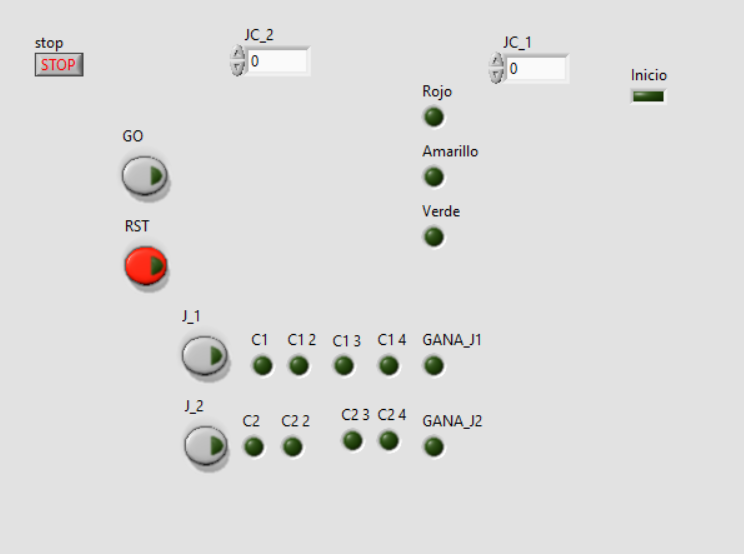 stop
STOP
JC_2
0
JC_1
0
Inicio
Rojo
GO
Amarillo
Verde
RST
J_1
C1 C1 2 C1 3 C1 4 GANA_J1
J_2
C2 C2 2 C2 3 C2 4 GANA_J2